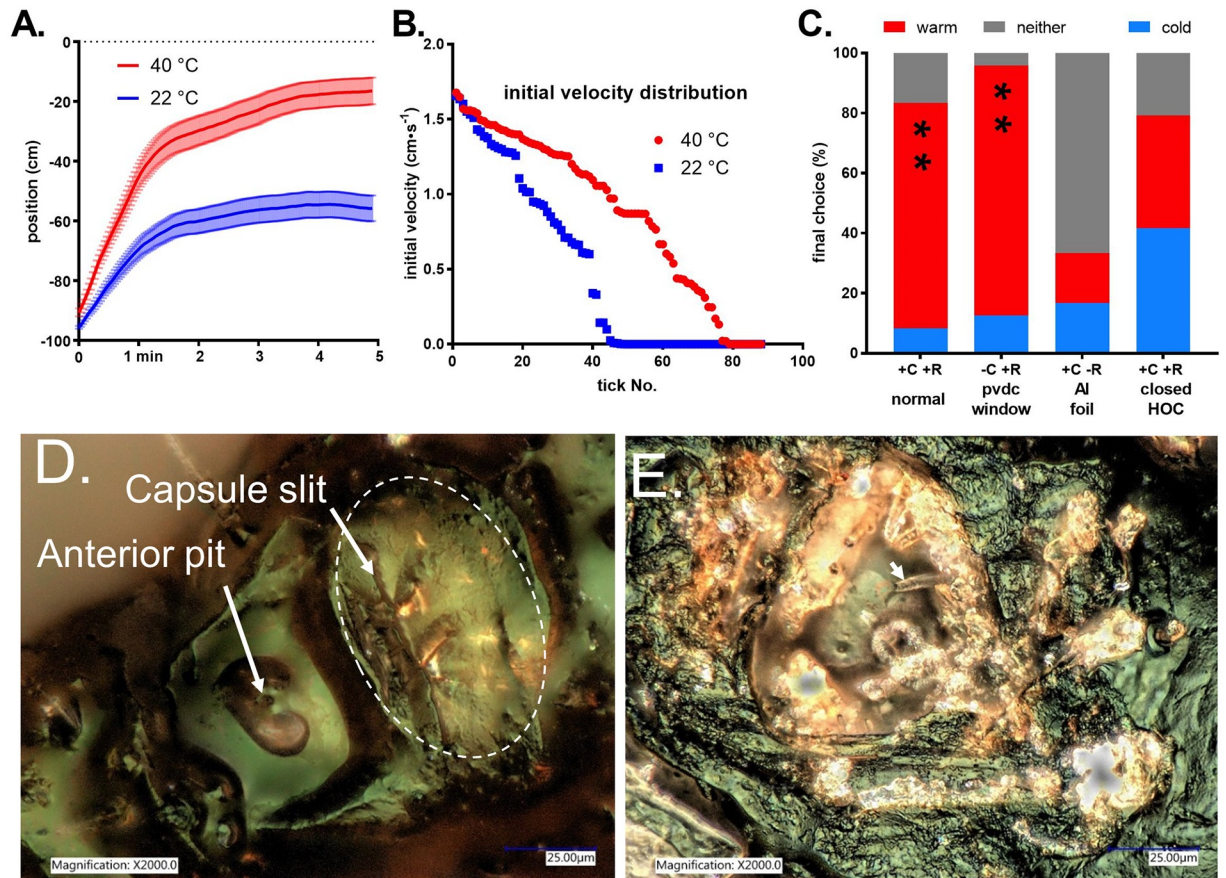 A.
0
-20
-40
-60
-80
-100
position (cm)
40 °C
22 °C
0
1 min
2
3
4
5
B.
2.0
1.5
1.0
0.5
0.0
initial velocity (cm•s⁻¹)
initial velocity distribution
40 °C
22 °C
0
20
40
60
80
100
tick No.
C.
warm
neither
cold
100
80
60
40
20
0
final choice (%)
**
**
+C +R
normal
-C +R
pvdc
window
+C -R
Al
foil
+C +R
closed
HOC
D.
Capsule slit
Anterior pit
Magnification: X2000.0
25.00µm
E.
Magnification: X2000.0
25.00µm